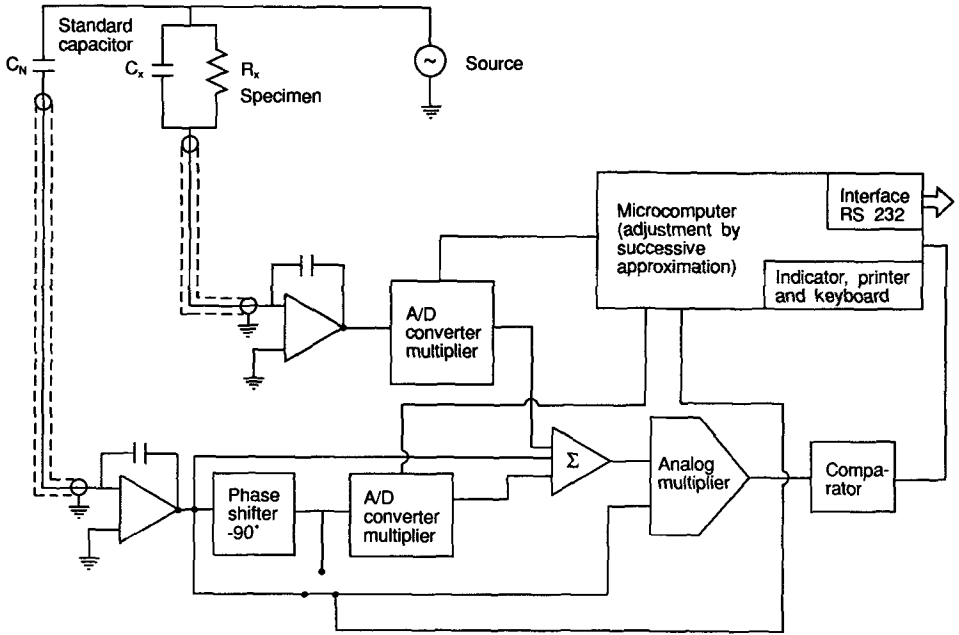 Standard
capacitor
C_N
C_x
R_x
Specimen
~
Source
Microcomputer
(adjustment by
successive
approximation)
Interface
RS 232
Indicator, printer
and keyboard
A/D
converter
multiplier
Σ
Analog
multiplier
Compa-
rator
Phase
shifter
-90°
A/D
converter
multiplier